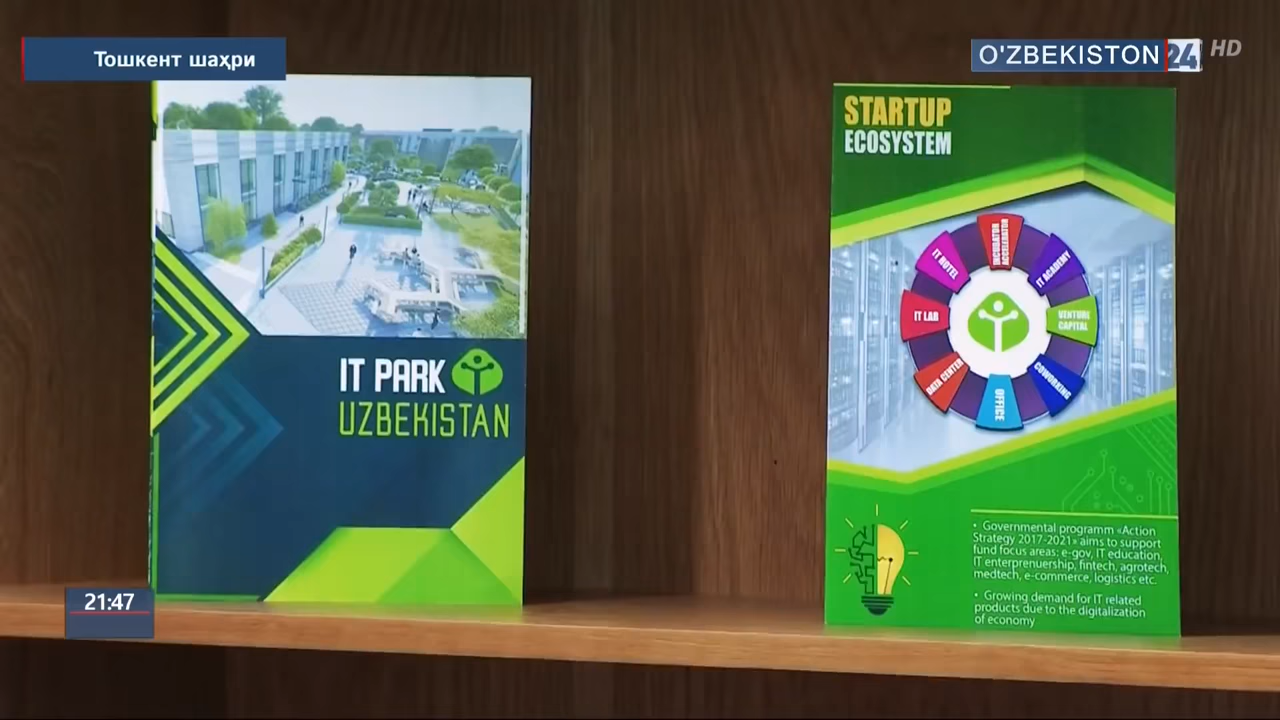 Тошкент шаҳри
O'ZBEKISTON 24 HD
IT PARK
UZBEKISTAN
STARTUP
ECOSYSTEM
INCUBATOR
ACCELERATOR
IT ACADEMY
VENTURE
CAPITAL
COWORKING
OFFICE
DATA CENTER
IT LAB
IT HOTEL
• Governmental programm «Action
Strategy 2017-2021» aims to support
fund focus areas: e-gov, IT education,
IT enterprenuership, fintech, agrotech,
medtech, e-commerce, logistics etc.
• Growing demand for IT related
products due to the digitalization
of economy
21:47